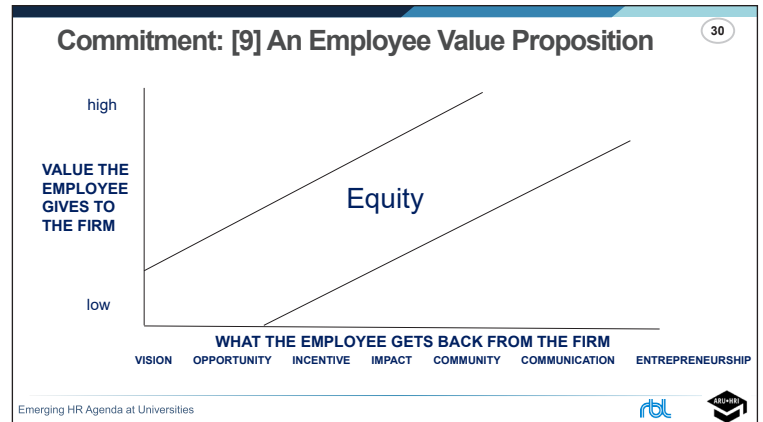 Commitment: [9] An Employee Value Proposition
30
high
VALUE THE
EMPLOYEE
GIVES TO
THE FIRM
Equity
low
WHAT THE EMPLOYEE GETS BACK FROM THE FIRM
VISION OPPORTUNITY INCENTIVE IMPACT COMMUNITY COMMUNICATION ENTREPRENEURSHIP
Emerging HR Agenda at Universities
rbl
ARU•HRI